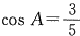 cos A = 3/5